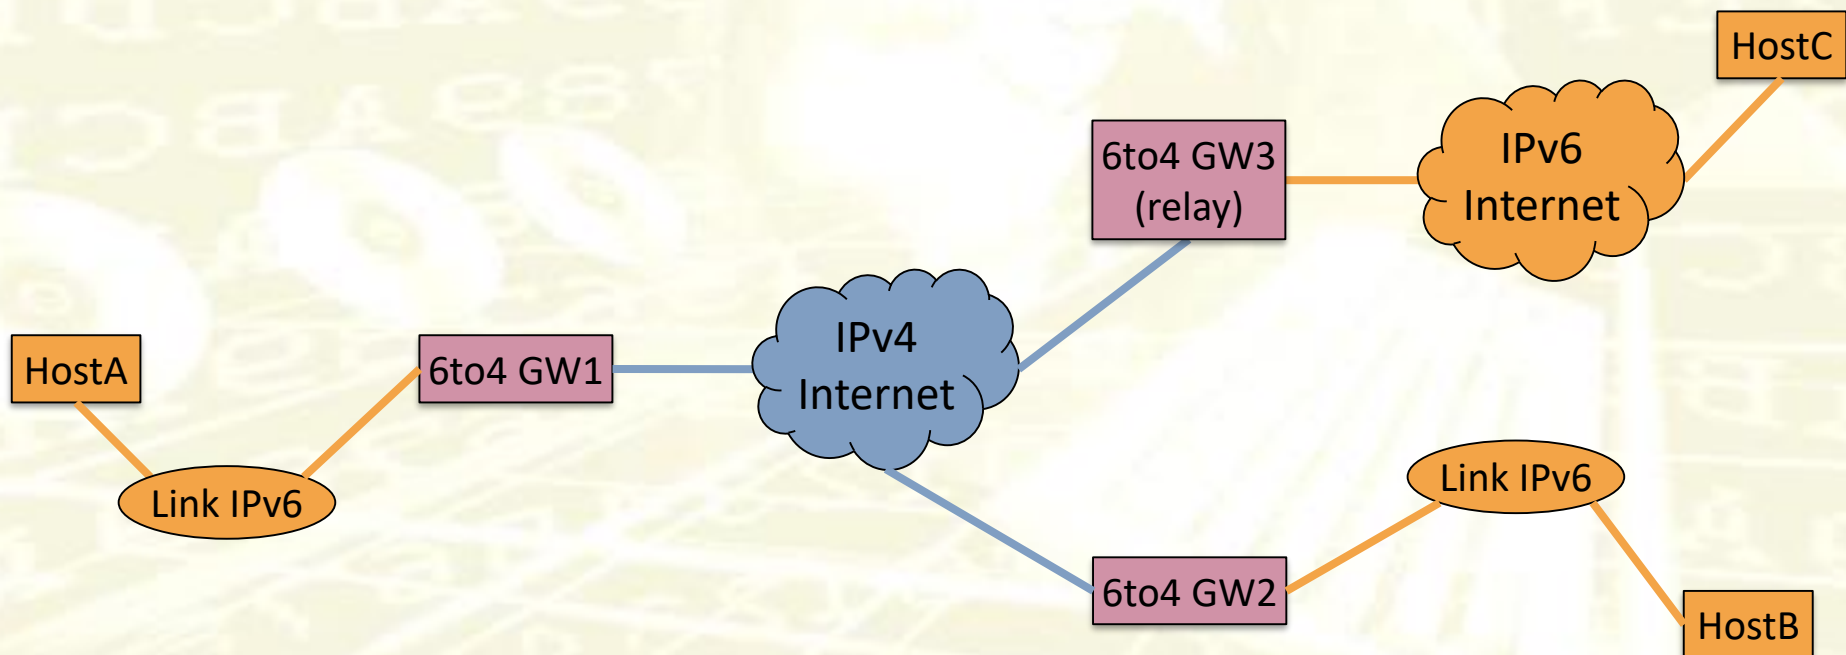 HostC
6to4 GW3
(relay)
IPv6
Internet
HostA
6to4 GW1
IPv4
Internet
Link IPv6
Link IPv6
6to4 GW2
HostB